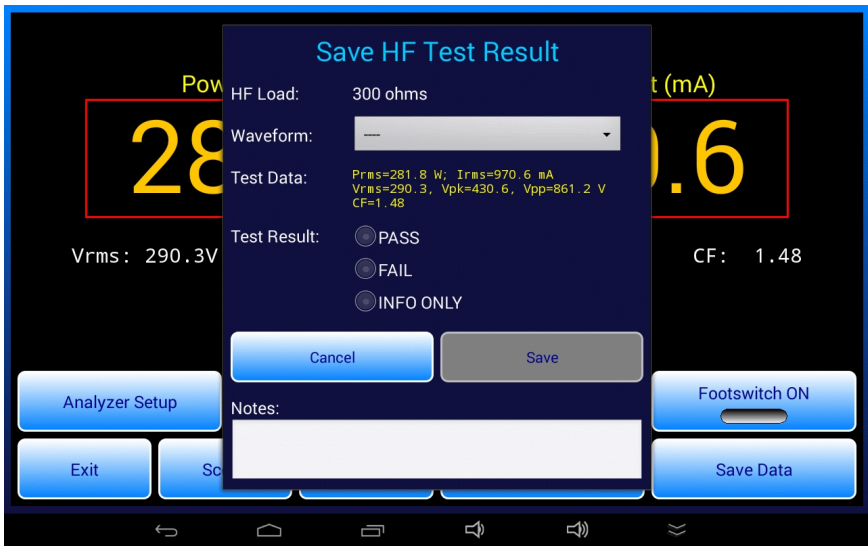 Save HF Test Result
Pow
t (mA)
HF Load: 300 ohms
28
0.6
Waveform: ----
Test Data: Prms=281.8 W; Irms=970.6 mA
Vrms=290.3, Vpk=430.6, Vpp=861.2 V
CF=1.48
Test Result: PASS
FAIL
INFO ONLY
Vrms: 290.3V
CF: 1.48
Cancel
Save
Analyzer Setup
Footswitch ON
Notes:
Exit
Sc
Save Data